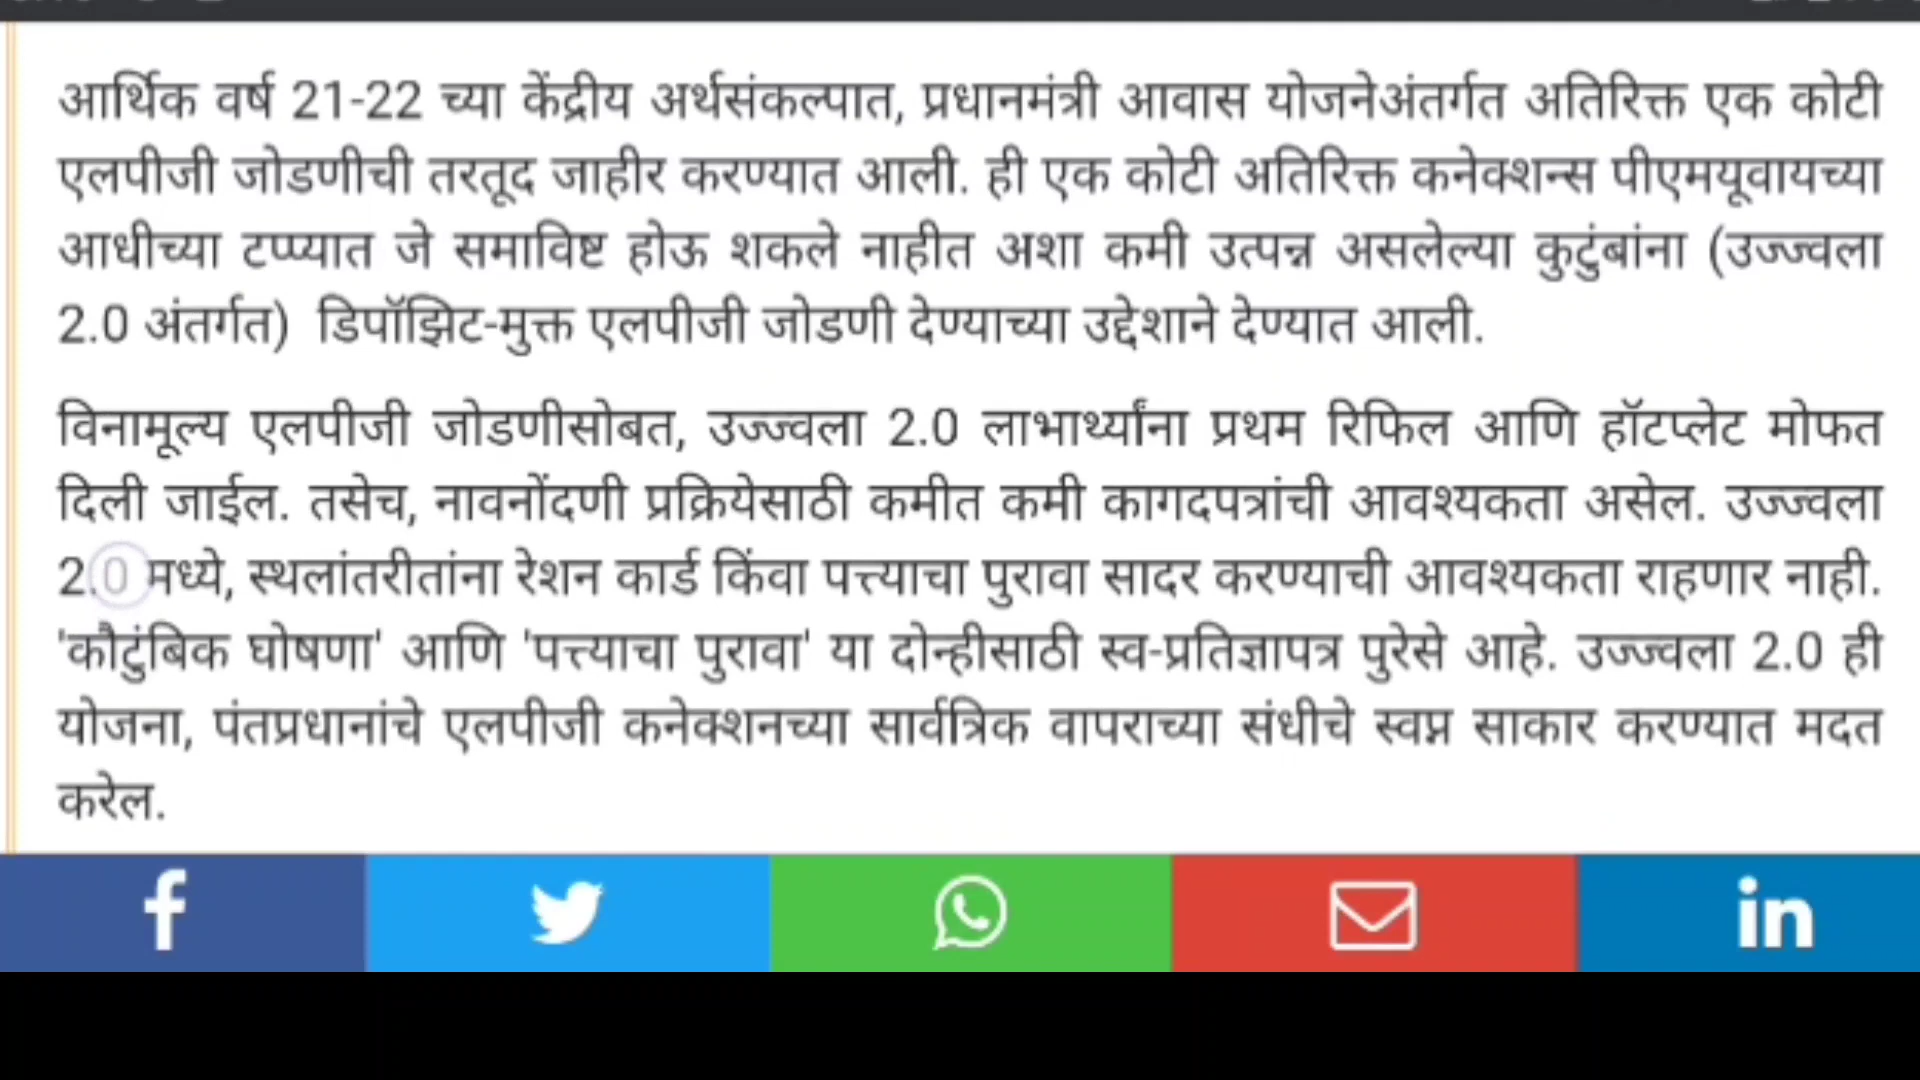 आर्थिक वर्ष 21-22 च्या केंद्रीय अर्थसंकल्पात, प्रधानमंत्री आवास योजनेअंतर्गत अतिरिक्त एक कोटी
एलपीजी जोडणीची तरतूद जाहीर करण्यात आली. ही एक कोटी अतिरिक्त कनेक्शन्स पीएमयूवायच्या
आधीच्या टप्प्यात जे समाविष्ट होऊ शकले नाहीत अशा कमी उत्पन्न असलेल्या कुटुंबांना (उज्ज्वला
2.0 अंतर्गत) डिपॉझिट-मुक्त एलपीजी जोडणी देण्याच्या उद्देशाने देण्यात आली.
विनामूल्य एलपीजी जोडणीसोबत, उज्ज्वला 2.0 लाभार्थ्यांना प्रथम रिफिल आणि हॉटप्लेट मोफत
दिली जाईल. तसेच, नावनोंदणी प्रक्रियेसाठी कमीत कमी कागदपत्रांची आवश्यकता असेल. उज्ज्वला
2.0 मध्ये, स्थलांतरीतांना रेशन कार्ड किंवा पत्त्याचा पुरावा सादर करण्याची आवश्यकता राहणार नाही.
'कौटुंबिक घोषणा' आणि 'पत्त्याचा पुरावा' या दोन्हीसाठी स्व-प्रतिज्ञापत्र पुरेसे आहे. उज्ज्वला 2.0 ही
योजना, पंतप्रधानांचे एलपीजी कनेक्शनच्या सार्वत्रिक वापराच्या संधीचे स्वप्न साकार करण्यात मदत
करेल.